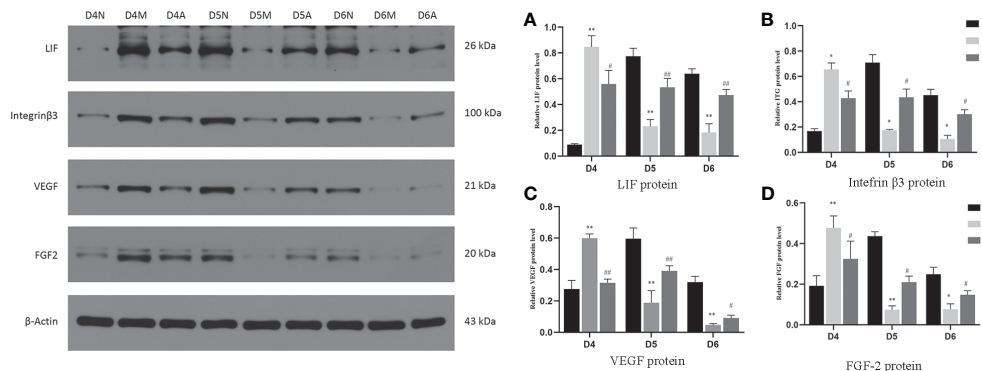 D4N D4M D4A D5N D5M D5A D6N D6M D6A
LIF
26 kDa
Integrinβ3
100 kDa
VEGF
21 kDa
FGF2
20 kDa
β-Actin
43 kDa
A
Relative LIF protein level
1.0
0.8
0.6
0.4
0.2
0.0
**
#
**
##
**
##
D4 D5 D6
LIF protein
B
Relative ITG protein level
1.0
0.8
0.6
0.4
0.2
0.0
*
#
*
#
*
#
D4 D5 D6
Intefrin β3 protein
C
Relative VEGF protein level
0.8
0.6
0.4
0.2
0.0
**
##
**
##
**
#
D4 D5 D6
VEGF protein
D
Relative FGF protein level
0.6
0.4
0.2
0.0
**
#
**
#
*
#
D4 D5 D6
FGF-2 protein